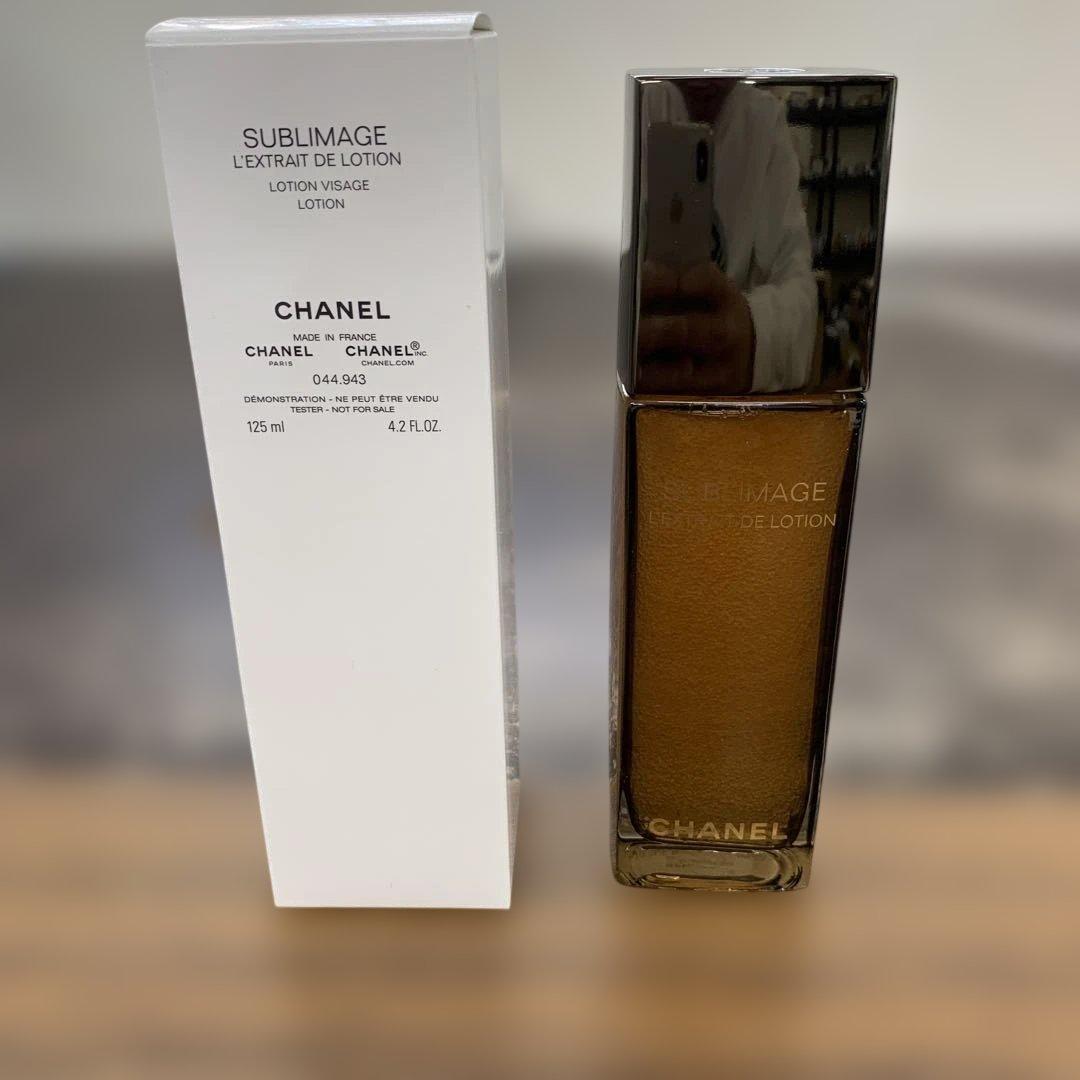 SUBLIMAGE
L'EXTRAIT DE LOTION
LOTION VISAGE
LOTION
CHANEL
MADE IN FRANCE
CHANEL CHANEL® INC.
PARIS CHANEL.COM
044.943
DÉMONSTRATION - NE PEUT ÊTRE VENDU
TESTER - NOT FOR SALE
125 ml 4.2 FL.OZ.
SUBLIMAGE
L'EXTRAIT DE LOTION
CHANEL